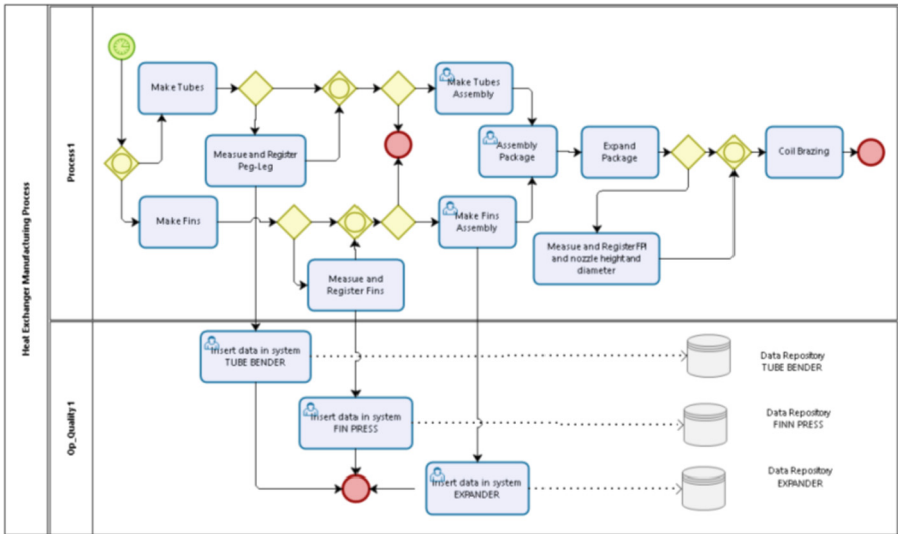 Heat Exchanger Manufacturing Process
Process1
Make Tubes
Measue and Register
Peg-Leg
Make Fins
Measue and
Register Fins
Make Tubes
Assembly
Assembly
Package
Make Fins
Assembly
Expand
Package
Measue and RegisterFPI
and nozzle height and
diameter
Coil Brazing
Op_Quality1
Insert data in system
TUBE BENDER
Insert data in system
FIN PRESS
Insert data in system
EXPANDER
Data Repository
TUBE BENDER
Data Repository
FINN PRESS
Data Repository
EXPANDER